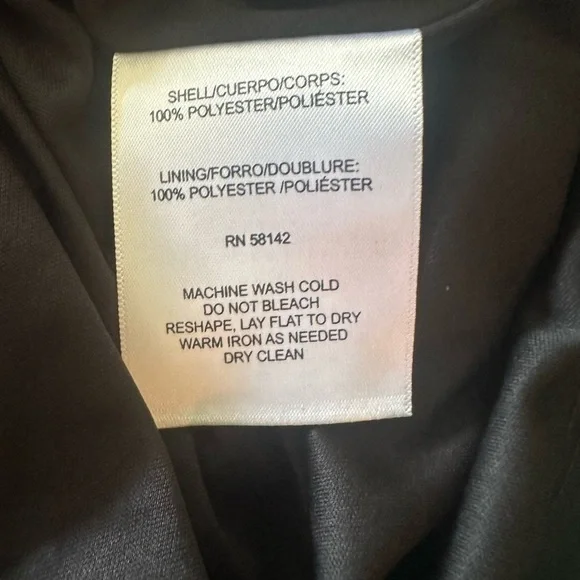 SHELL/CUERPO/CORPS:
100% POLYESTER/POLIÉSTER
LINING/FORRO/DOUBLURE:
100% POLYESTER /POLIÉSTER
RN 58142
MACHINE WASH COLD
DO NOT BLEACH
RESHAPE, LAY FLAT TO DRY
WARM IRON AS NEEDED
DRY CLEAN